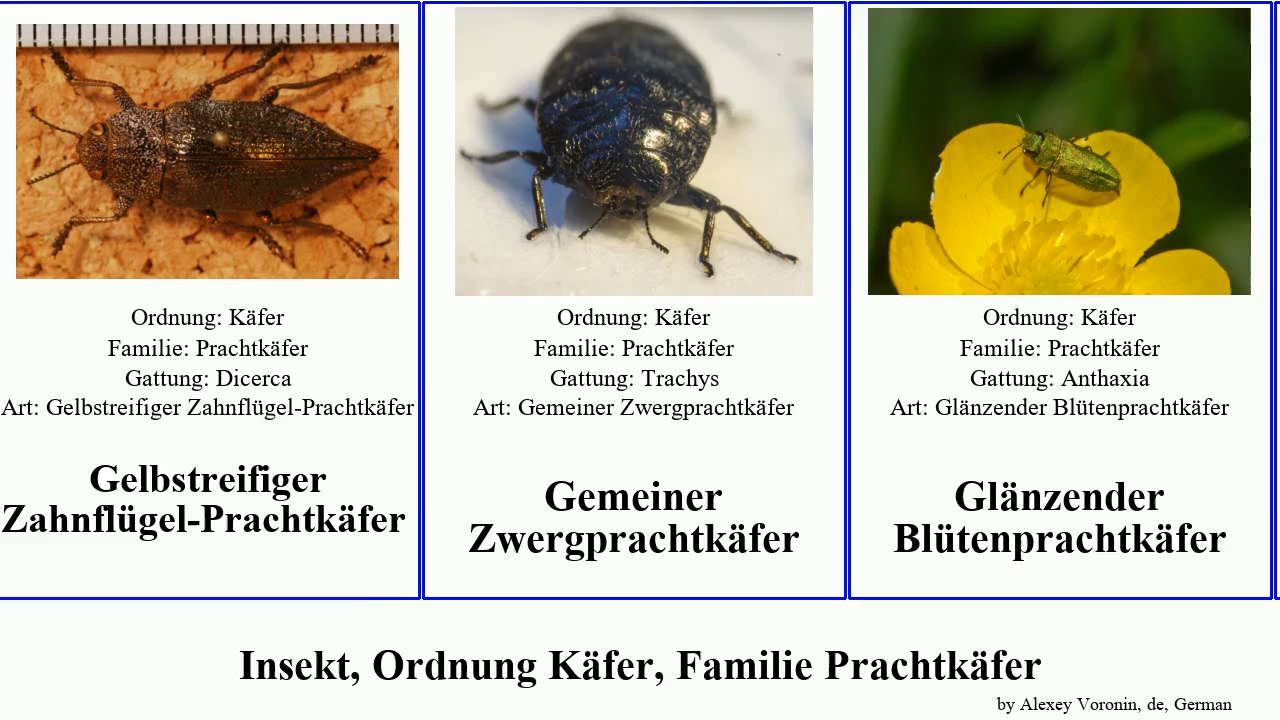 Ordnung: Käfer
Familie: Prachtkäfer
Gattung: Dicerca
Art: Gelbstreifiger Zahnflügel-Prachtkäfer
Gelbstreifiger
Zahnflügel-Prachtkäfer
Ordnung: Käfer
Familie: Prachtkäfer
Gattung: Trachys
Art: Gemeiner Zwergprachtkäfer
Gemeiner
Zwergprachtkäfer
Ordnung: Käfer
Familie: Prachtkäfer
Gattung: Anthaxia
Art: Glänzender Blütenprachtkäfer
Glänzender
Blütenprachtkäfer
Insekt, Ordnung Käfer, Familie Prachtkäfer
by Alexey Voronin, de, German